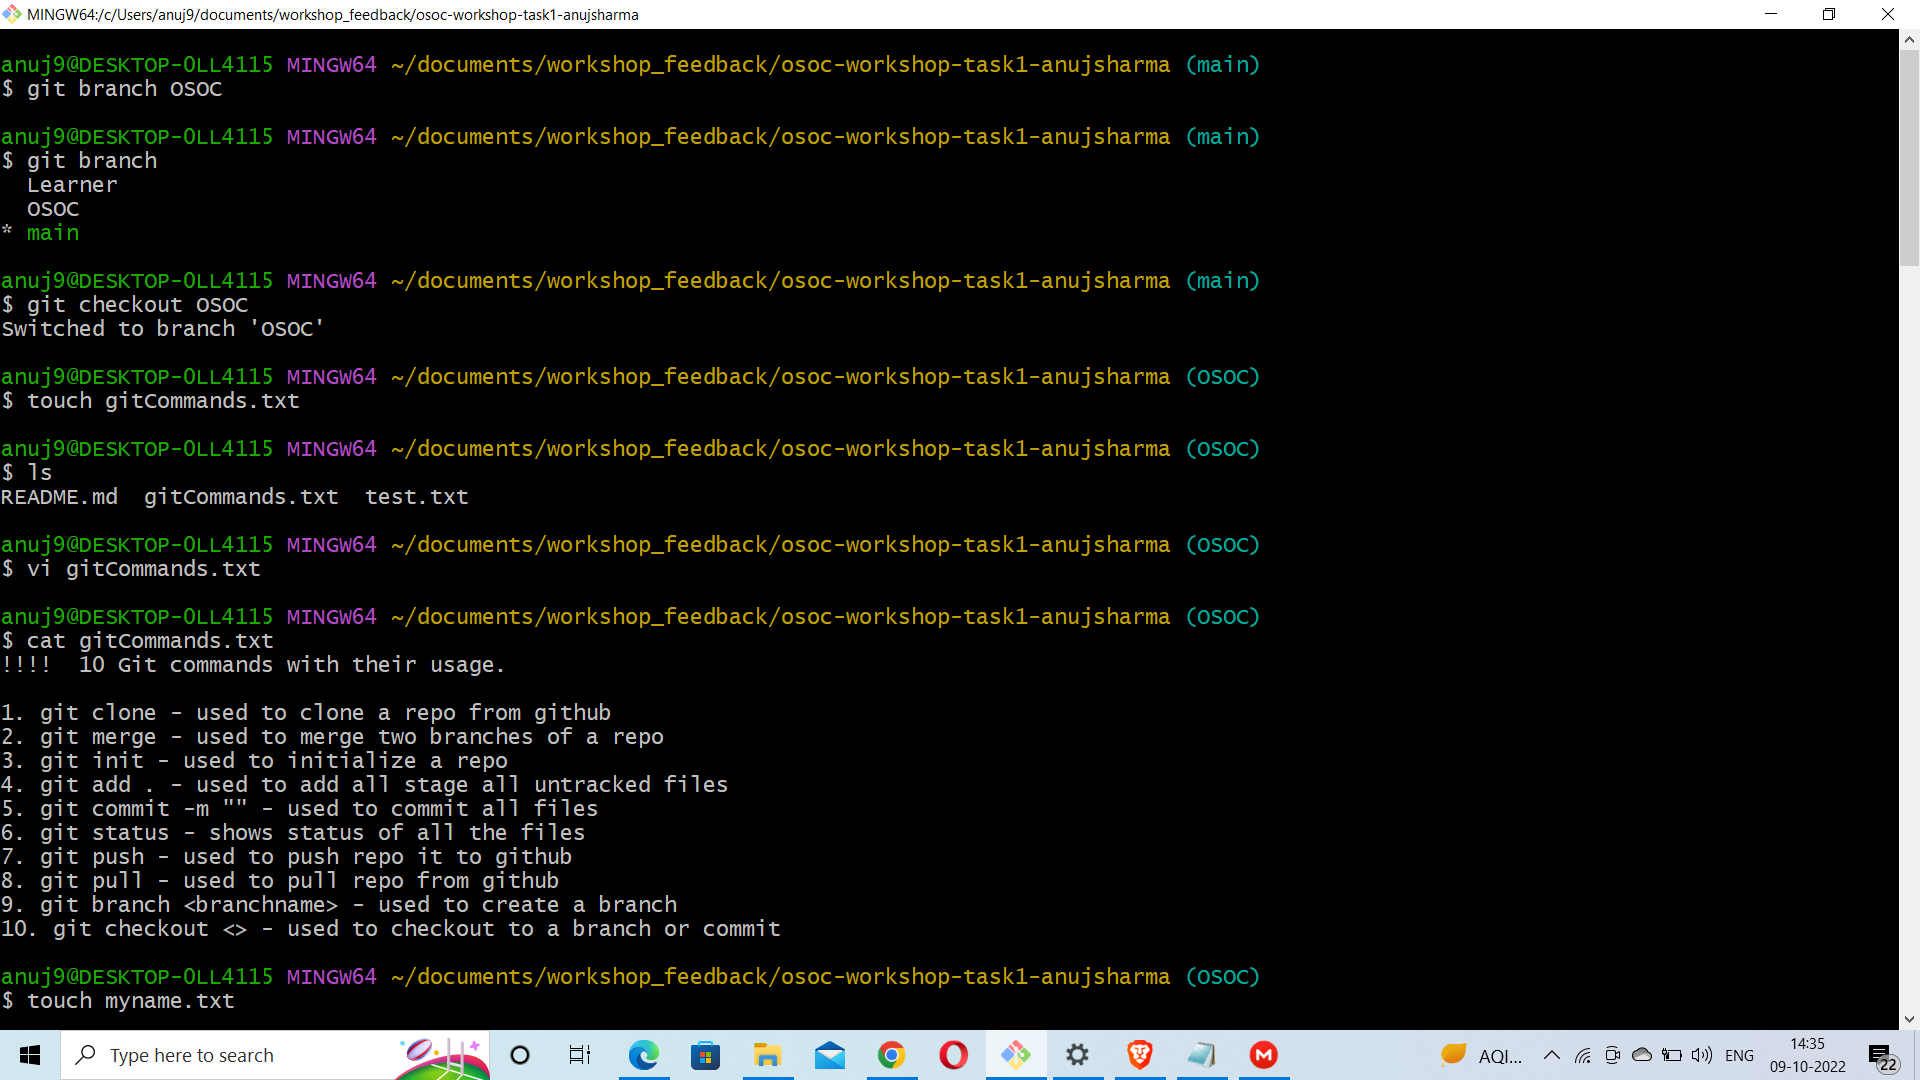 MINGW64:/c/Users/anuj9/documents/workshop_feedback/osoc-workshop-task1-anujsharma
anuj9@DESKTOP-0LL4115 MINGW64 ~/documents/workshop_feedback/osoc-workshop-task1-anujsharma (main)
$ git branch OSOC
anuj9@DESKTOP-0LL4115 MINGW64 ~/documents/workshop_feedback/osoc-workshop-task1-anujsharma (main)
$ git branch
Learner
OSOC
* main
anuj9@DESKTOP-0LL4115 MINGW64 ~/documents/workshop_feedback/osoc-workshop-task1-anujsharma (main)
$ git checkout OSOC
Switched to branch 'OSOC'
anuj9@DESKTOP-0LL4115 MINGW64 ~/documents/workshop_feedback/osoc-workshop-task1-anujsharma (OSOC)
$ touch gitCommands.txt
anuj9@DESKTOP-0LL4115 MINGW64 ~/documents/workshop_feedback/osoc-workshop-task1-anujsharma (OSOC)
$ ls
README.md  gitCommands.txt  test.txt
anuj9@DESKTOP-0LL4115 MINGW64 ~/documents/workshop_feedback/osoc-workshop-task1-anujsharma (OSOC)
$ vi gitCommands.txt
anuj9@DESKTOP-0LL4115 MINGW64 ~/documents/workshop_feedback/osoc-workshop-task1-anujsharma (OSOC)
$ cat gitCommands.txt
!!!!  10 Git commands with their usage.
1. git clone - used to clone a repo from github
2. git merge - used to merge two branches of a repo
3. git init - used to initialize a repo
4. git add . - used to add all stage all untracked files
5. git commit -m "" - used to commit all files
6. git status - shows status of all the files
7. git push - used to push repo it to github
8. git pull - used to pull repo from github
9. git branch <branchname> - used to create a branch
10. git checkout <> - used to checkout to a branch or commit
anuj9@DESKTOP-0LL4115 MINGW64 ~/documents/workshop_feedback/osoc-workshop-task1-anujsharma (OSOC)
$ touch myname.txt
Type here to search
AQI...
ENG
14:35
09-10-2022
22